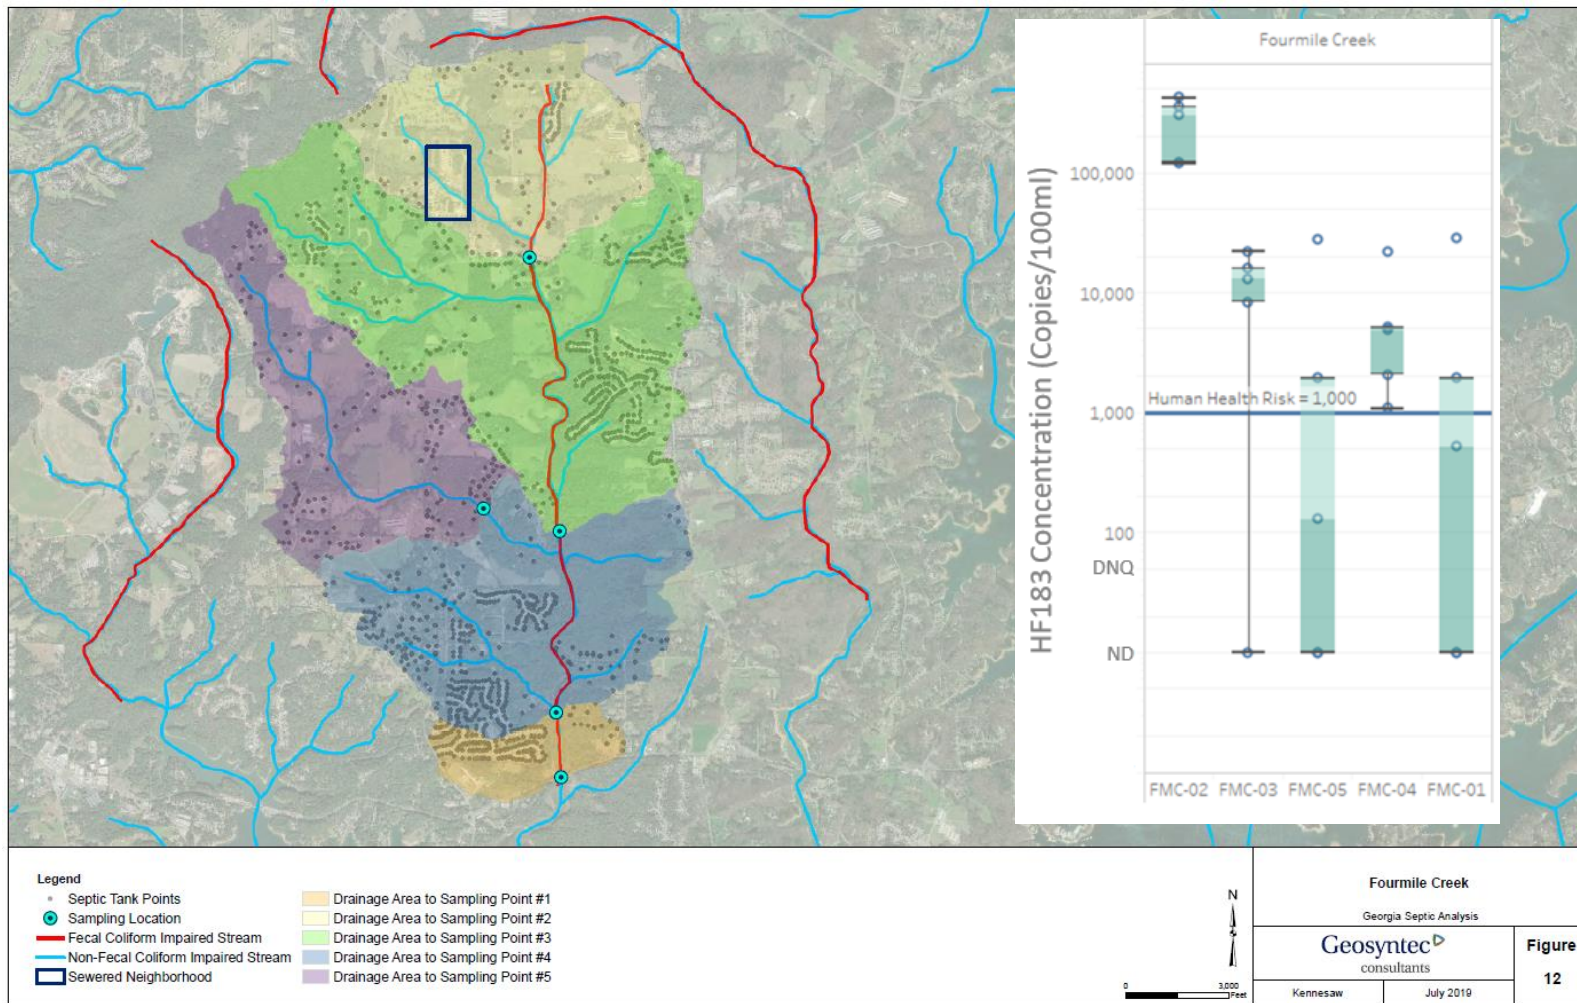 Fourmile Creek
HF183 Concentration (Copies/100ml)
100,000
10,000
Human Health Risk = 1,000
1,000
100
DNQ
ND
FMC-02 FMC-03 FMC-05 FMC-04 FMC-01
Legend
Septic Tank Points
Sampling Location
Fecal Coliform Impaired Stream
Non-Fecal Coliform Impaired Stream
Sewered Neighborhood
Drainage Area to Sampling Point #1
Drainage Area to Sampling Point #2
Drainage Area to Sampling Point #3
Drainage Area to Sampling Point #4
Drainage Area to Sampling Point #5
N
0 3,000
Feet
Fourmile Creek
Georgia Septic Analysis
Geosyntec
consultants
Kennesaw July 2019
Figure
12